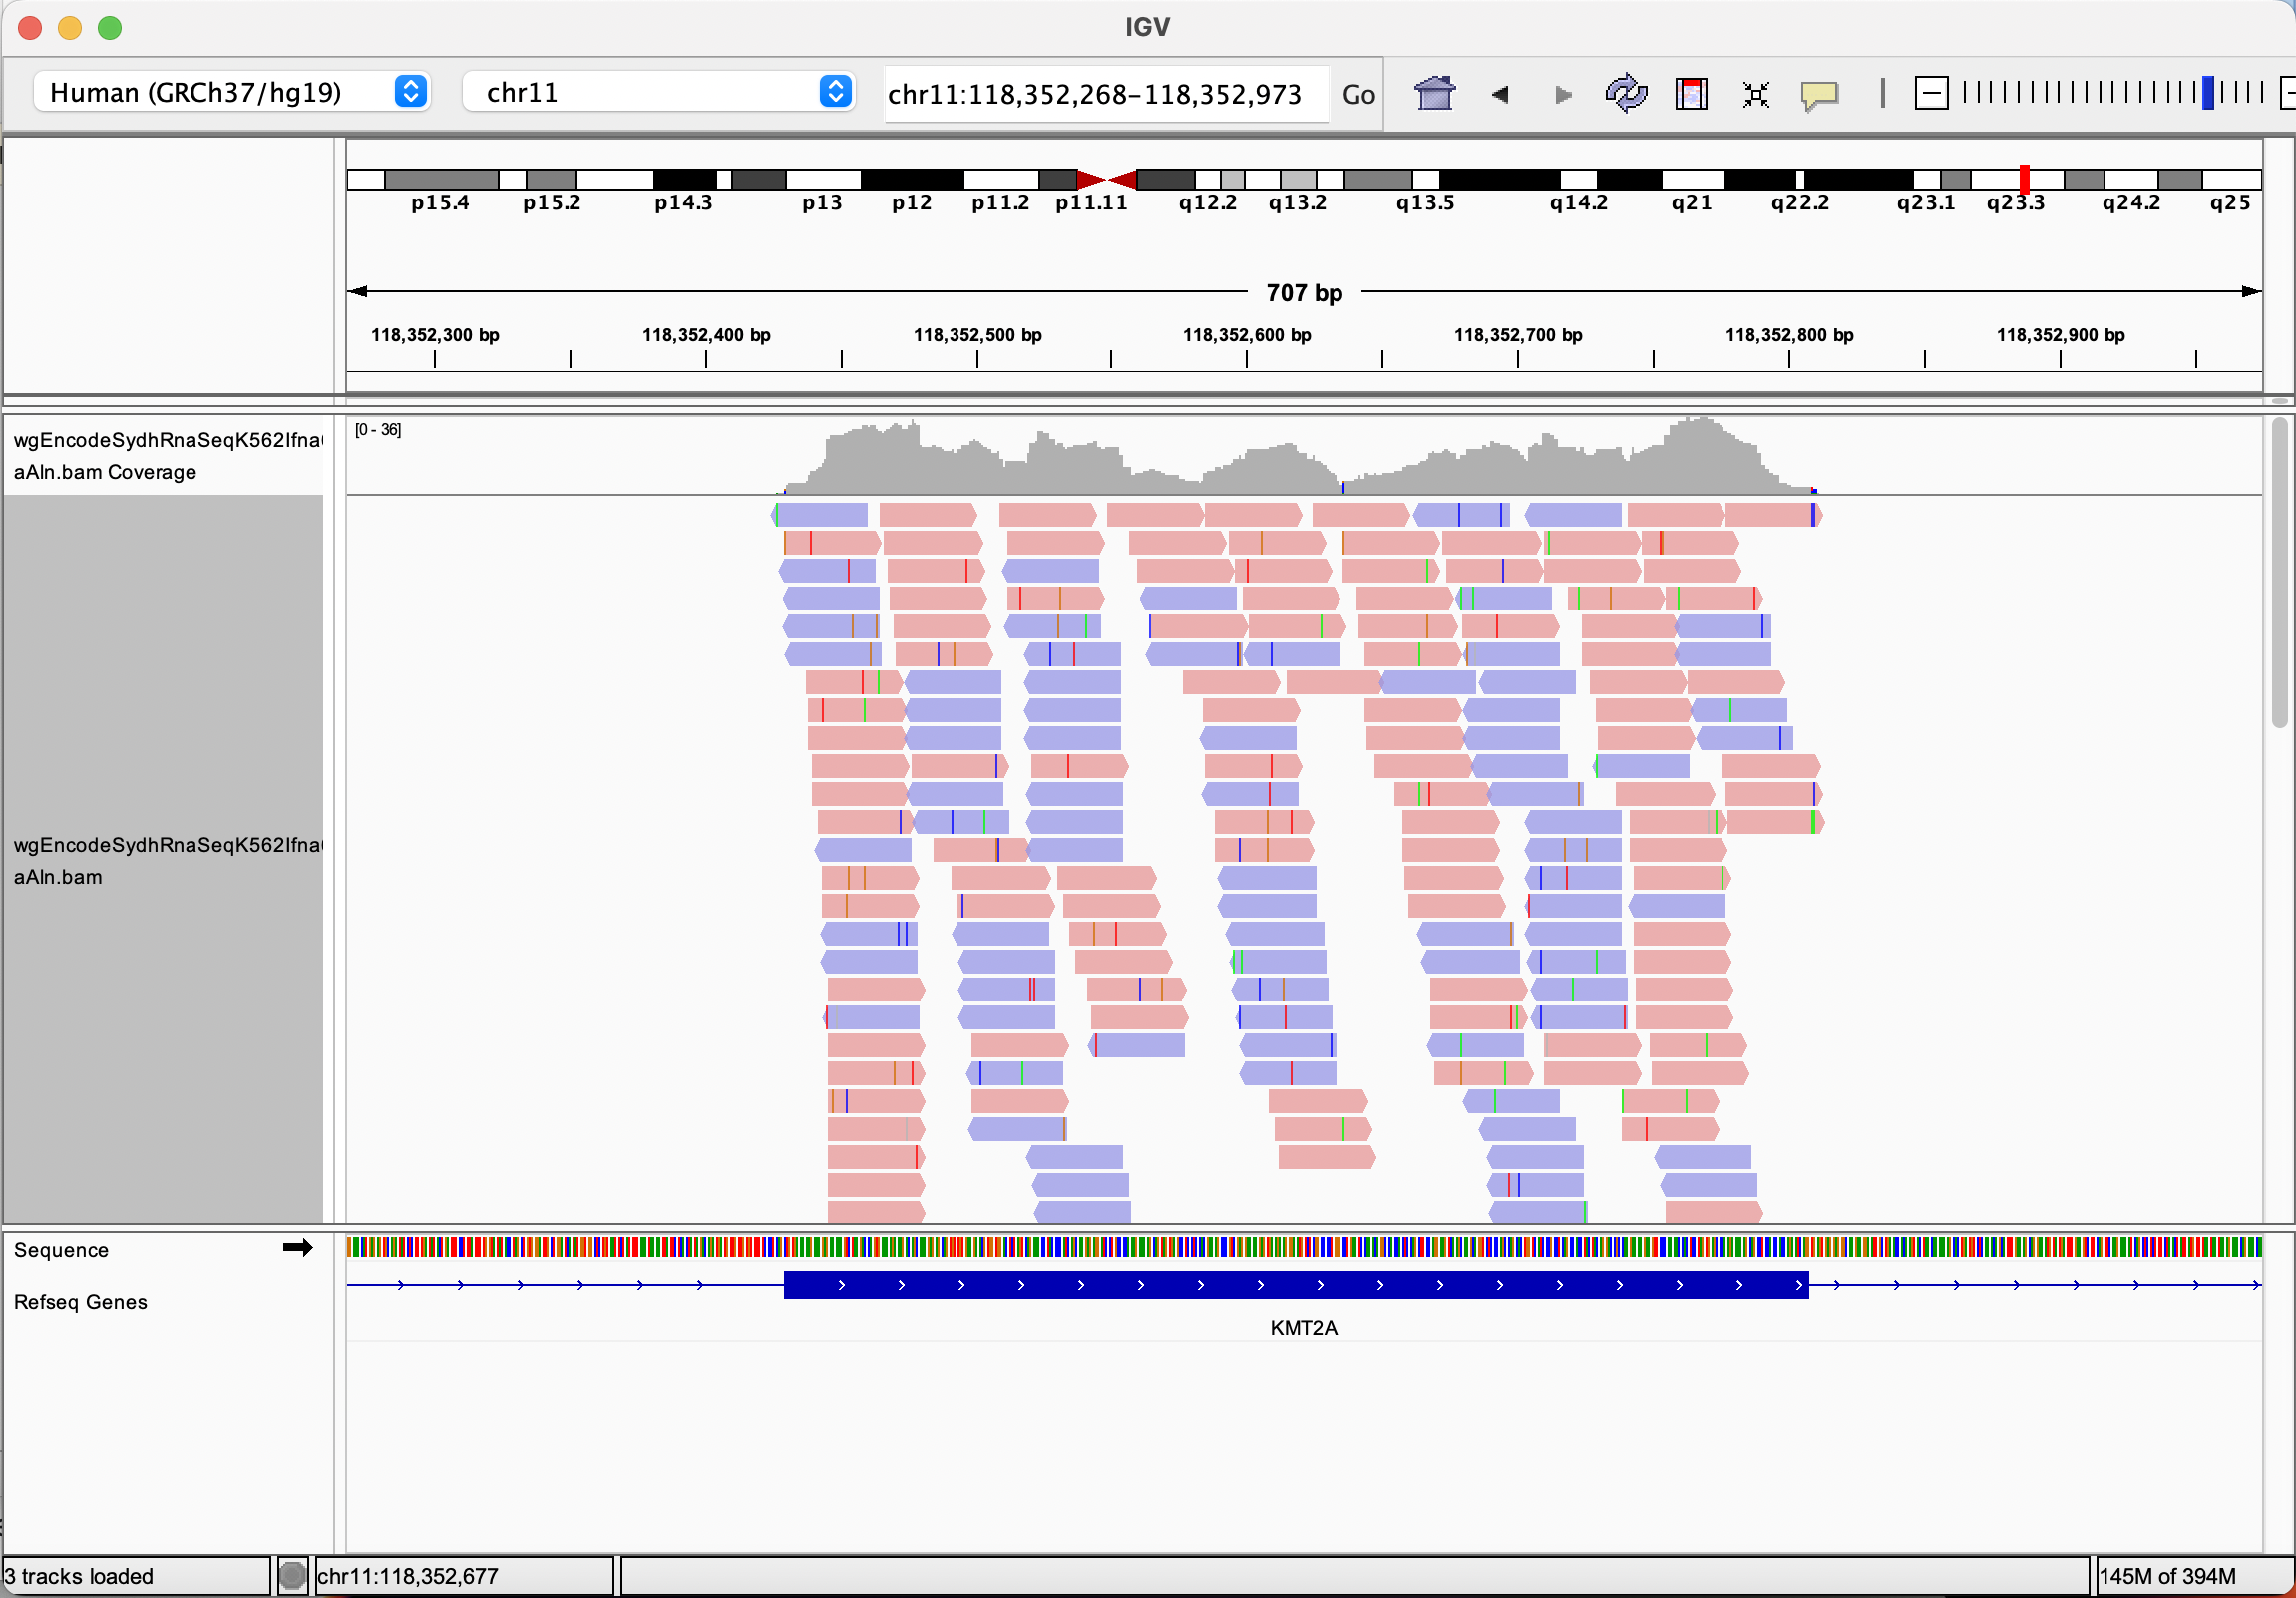 IGV
Human (GRCh37/hg19)
chr11
chr11:118,352,268-118,352,973
Go
p15.4 p15.2 p14.3 p13 p12 p11.2 p11.11 q12.2 q13.2 q13.5 q14.2 q21 q22.2 q23.1 q23.3 q24.2 q25
707 bp
118,352,300 bp 118,352,400 bp 118,352,500 bp 118,352,600 bp 118,352,700 bp 118,352,800 bp 118,352,900 bp
wgEncodeSydhRnaSeqK562Ifna
aAln.bam Coverage
[0 - 36]
wgEncodeSydhRnaSeqK562Ifna
aAln.bam
Sequence
Refseq Genes
KMT2A
3 tracks loaded
chr11:118,352,677
145M of 394M